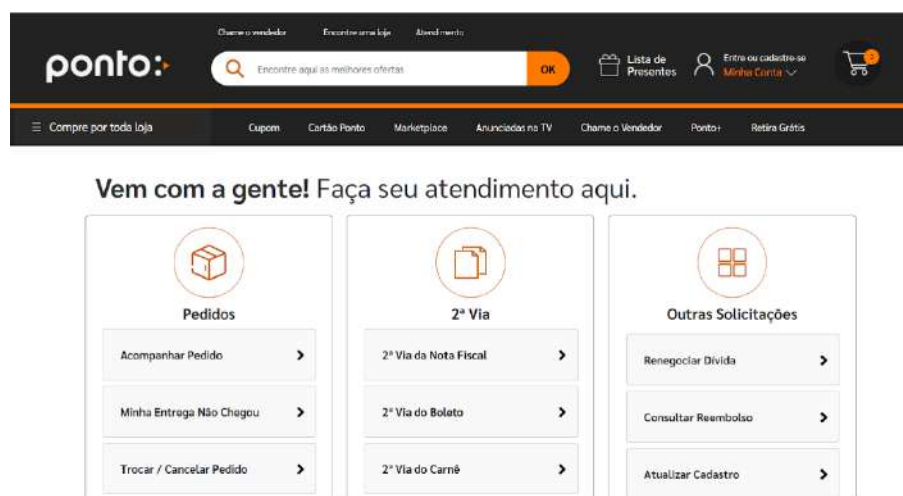 Chame o vendedor Encontre uma loja Atendimento
ponto:
Encontre aqui as melhores ofertas OK
Lista de Presentes
Entre ou cadastre-se
Minha Conta
Compre por toda loja Cupom Cartão Ponto Marketplace Anunciadas na TV Chame o Vendedor Ponto+ Retira Grátis
Vem com a gente! Faça seu atendimento aqui.
Pedidos
Acompanhar Pedido
Minha Entrega Não Chegou
Trocar / Cancelar Pedido
2ª Via
2ª Via da Nota Fiscal
2ª Via do Boleto
2ª Via do Carnê
Outras Solicitações
Renegociar Dívida
Consultar Reembolso
Atualizar Cadastro